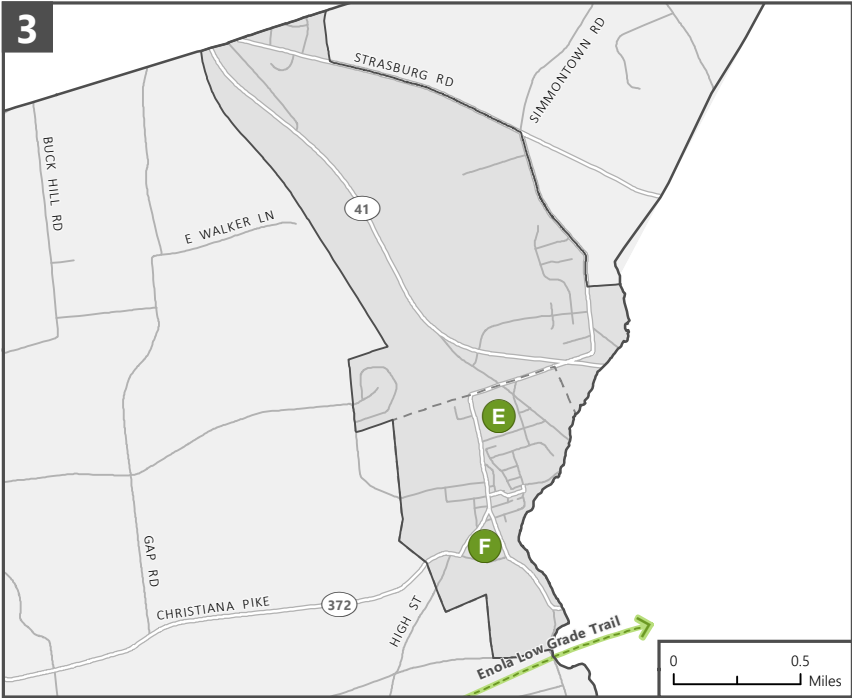 3
STRASBURG RD
SIMMONTOWN RD
BUCK HILL RD
E WALKER LN
41
E
F
GAP RD
CHRISTIANA PIKE
372
HIGH ST
Enola Low Grade Trail
0 0.5
Miles